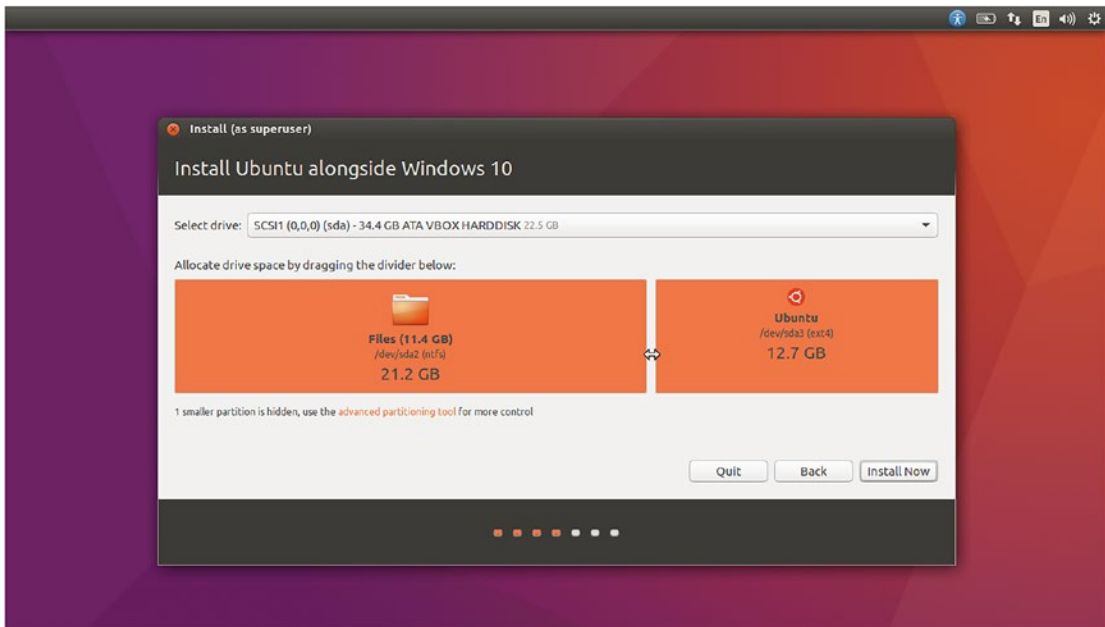 En
Install (as superuser)
Install Ubuntu alongside Windows 10
Select drive: SCSI1 (0,0,0) (sda) - 34.4 GB ATA VBOX HARDDISK 22.5 GB
Allocate drive space by dragging the divider below:
Files (11.4 GB)
/dev/sda2 (ntfs)
21.2 GB
Ubuntu
/dev/sda3 (ext4)
12.7 GB
1 smaller partition is hidden, use the advanced partitioning tool for more control
Quit Back Install Now